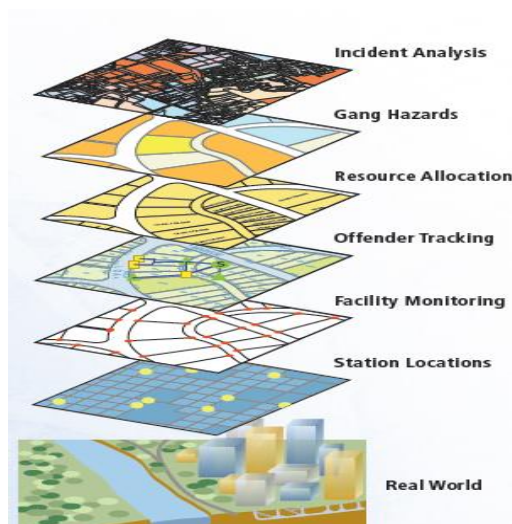 Incident Analysis
Gang Hazards
Resource Allocation
Offender Tracking
Facility Monitoring
Station Locations
Real World